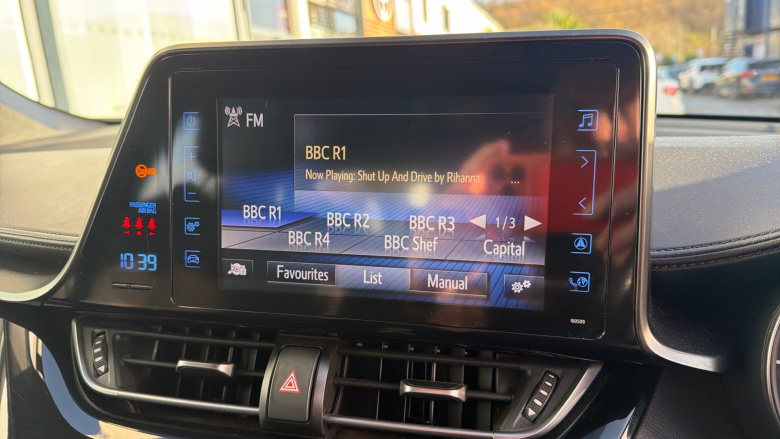 FM
BBC R1
Now Playing: Shut Up And Drive by Rihanna ...
BBC R1 BBC R2 BBC R3 1/3
BBC R4 BBC Shef Capital
Favourites List Manual
PASSENGER
AIR BAG
10:39
100509